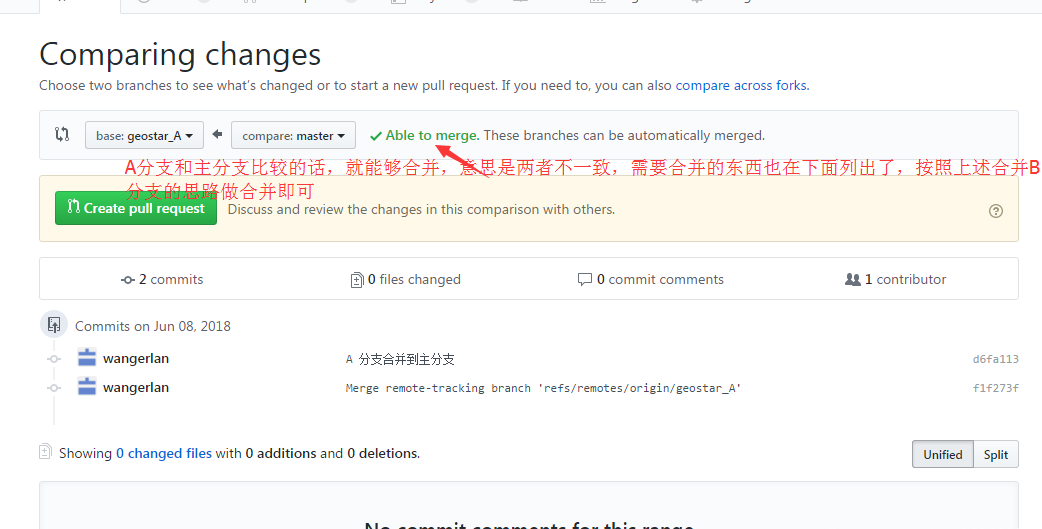 Comparing changes
Choose two branches to see what's changed or to start a new pull request. If you need to, you can also compare across forks.
base: geostar_A compare: master Able to merge. These branches can be automatically merged.
A分支和主分支比较的话，就能够合并，意思是两者不一致，需要合并的东西也在下面列出了，按照上述合并B
分支的思路做合并即可
Create pull request Discuss and review the changes in this comparison with others.
2 commits 0 files changed 0 commit comments 1 contributor
Commits on Jun 08, 2018
wangerlan A 分支合并到主分支 d6fa113
wangerlan Merge remote-tracking branch 'refs/remotes/origin/geostar_A' f1f273f
Showing 0 changed files with 0 additions and 0 deletions. Unified Split
No commit comments for this range